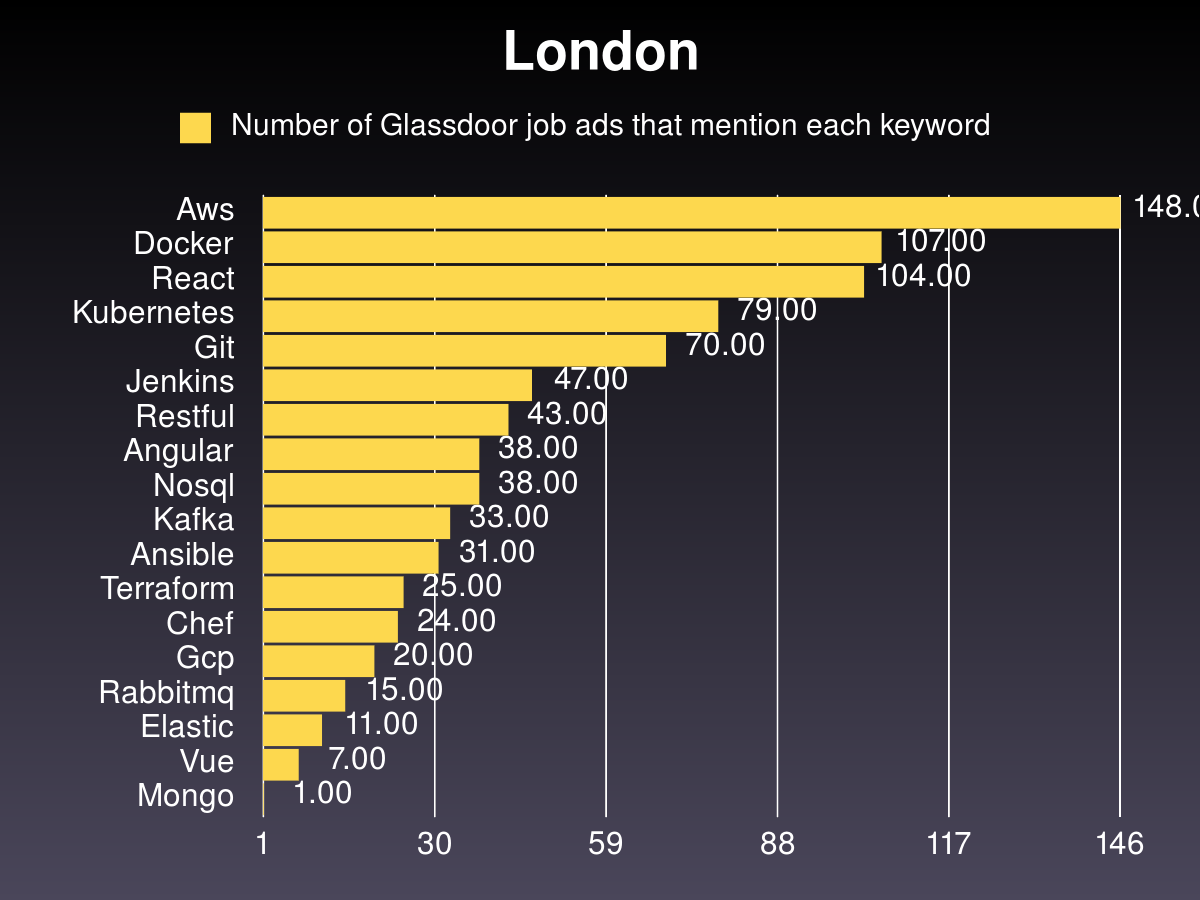 London
Number of Glassdoor job ads that mention each keyword
Aws 148.0
Docker 107.00
React 104.00
Kubernetes 79.00
Git 70.00
Jenkins 47.00
Restful 43.00
Angular 38.00
Nosql 38.00
Kafka 33.00
Ansible 31.00
Terraform 25.00
Chef 24.00
Gcp 20.00
Rabbitmq 15.00
Elastic 11.00
Vue 7.00
Mongo 1.00
1 30 59 88 117 146